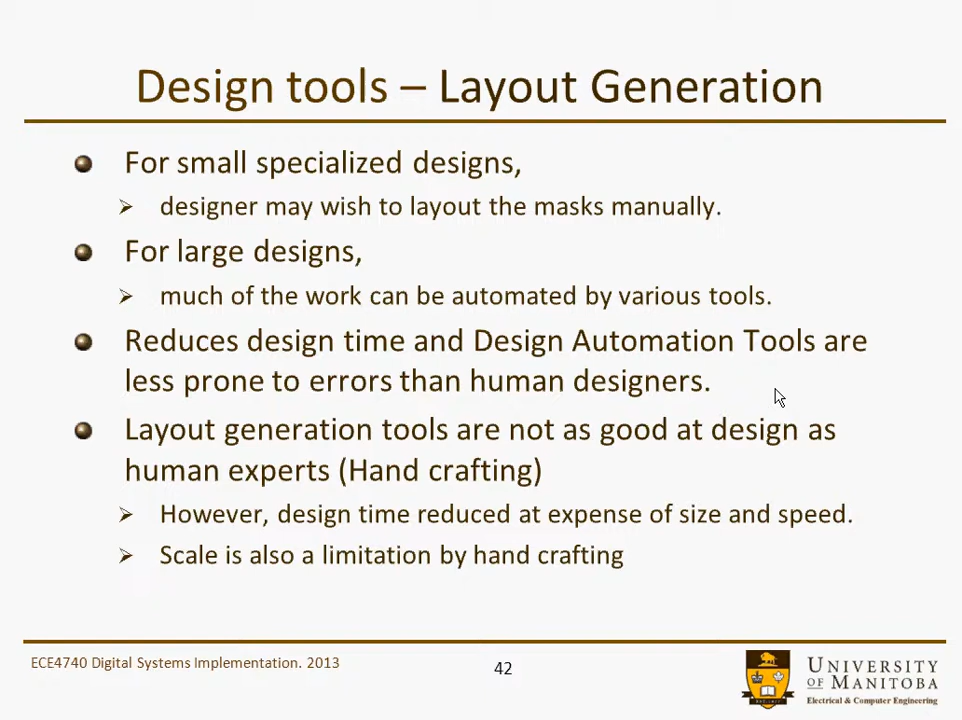 Design tools – Layout Generation
For small specialized designs,
designer may wish to layout the masks manually.
For large designs,
much of the work can be automated by various tools.
Reduces design time and Design Automation Tools are
less prone to errors than human designers.
Layout generation tools are not as good at design as
human experts (Hand crafting)
However, design time reduced at expense of size and speed.
Scale is also a limitation by hand crafting
ECE4740 Digital Systems Implementation. 2013
42
UNIVERSITY
OF MANITOBA
Electrical & Computer Engineering